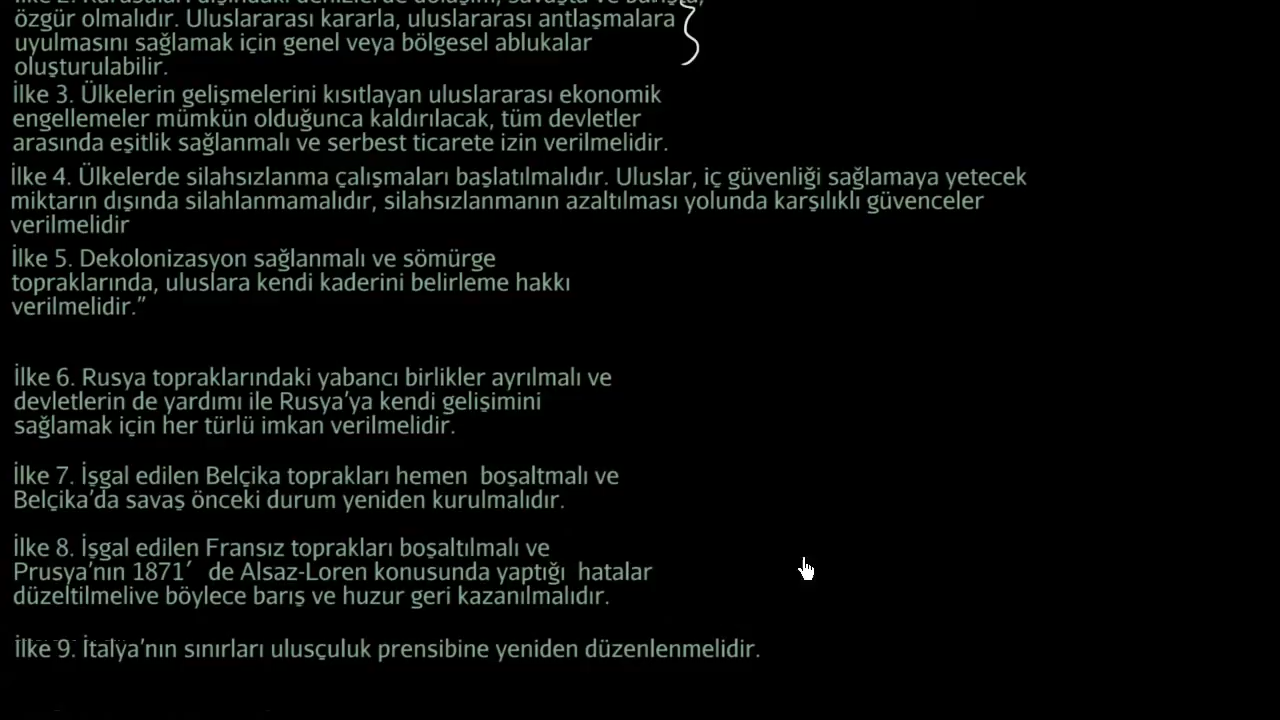 özgür olmalıdır. Uluslararası kararla, uluslararası antlaşmalara
uyulmasını sağlamak için genel veya bölgesel ablukalar
oluşturulabilir.
İlke 3. Ülkelerin gelişmelerini kısıtlayan uluslararası ekonomik
engellemeler mümkün olduğunca kaldırılacak, tüm devletler
arasında eşitlik sağlanmalı ve serbest ticarete izin verilmelidir.
İlke 4. Ülkelerde silahsızlanma çalışmaları başlatılmalıdır. Uluslar, iç güvenliği sağlamaya yetecek
miktarın dışında silahlanmamalıdır, silahsızlanmanın azaltılması yolunda karşılıklı güvenceler
verilmelidir
İlke 5. Dekolonizasyon sağlanmalı ve sömürge
topraklarında, uluslara kendi kaderini belirleme hakkı
verilmelidir.”
İlke 6. Rusya topraklarındaki yabancı birlikler ayrılmalı ve
devletlerin de yardımı ile Rusya’ya kendi gelişimini
sağlamak için her türlü imkan verilmelidir.
İlke 7. İşgal edilen Belçika toprakları hemen  boşaltmalı ve
Belçika’da savaş önceki durum yeniden kurulmalıdır.
İlke 8. İşgal edilen Fransız toprakları boşaltılmalı ve
Prusya’nın 1871’  de Alsaz-Loren konusunda yaptığı  hatalar
düzeltilmelive böylece barış ve huzur geri kazanılmalıdır.
İlke 9. İtalya’nın sınırları ulusçuluk prensibine yeniden düzenlenmelidir.